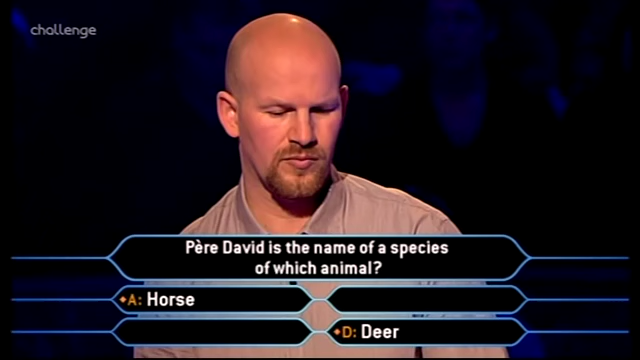 challenge
Père David is the name of a species
of which animal?
A: Horse
D: Deer